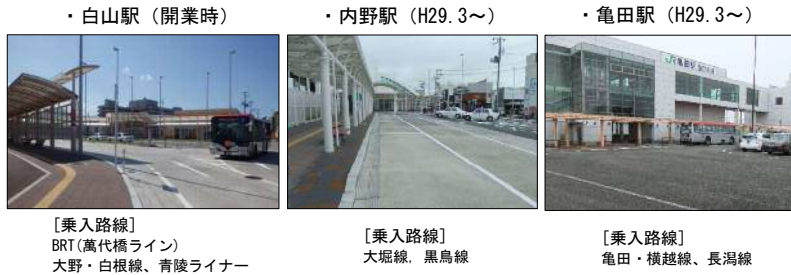 ・白山駅（開業時）
・内野駅（H29.3～）
・亀田駅（H29.3～）
JR 亀田駅
[乗入路線]
BRT(萬代橋ライン)
大野・白根線、青陵ライナー
[乗入路線]
大堀線, 黒鳥線
[乗入路線]
亀田・横越線、長潟線